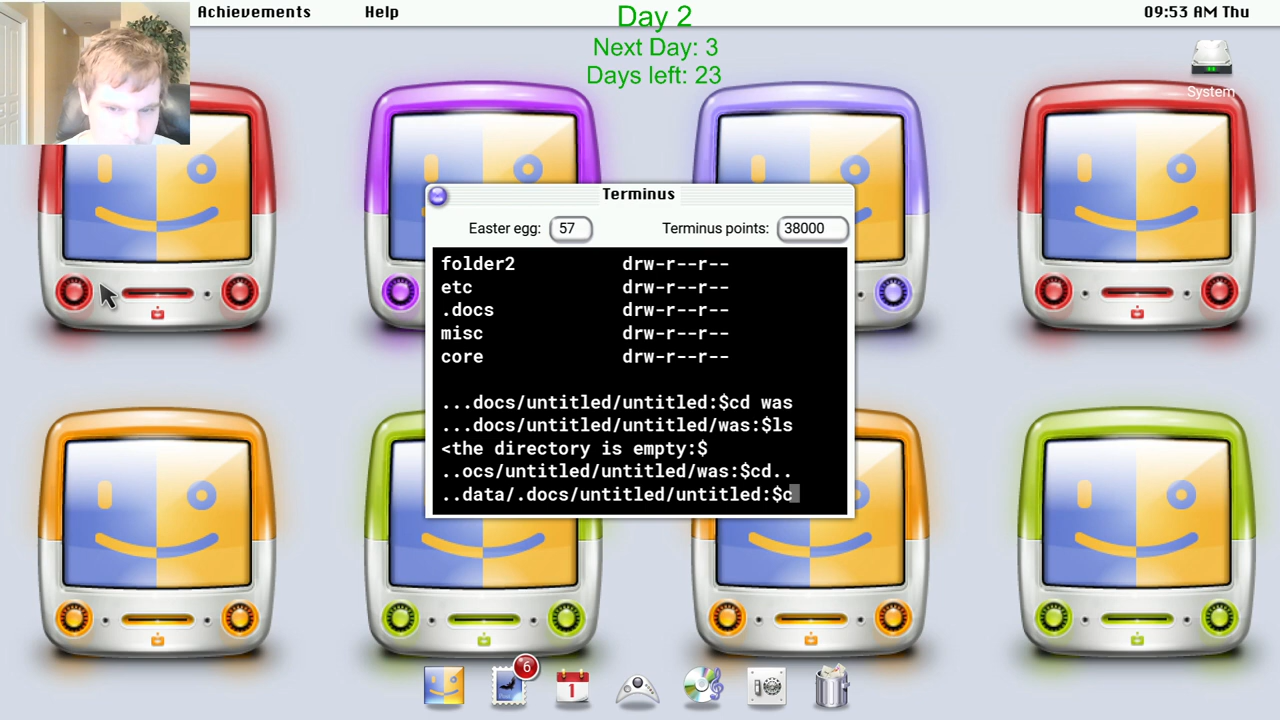 Achievements Help
Day 2
Next Day: 3
Days left: 23
09:53 AM Thu
System
Terminus
Easter egg: 57 Terminus points: 38000
folder2 drw-r--r--
etc drw-r--r--
.docs drw-r--r--
misc drw-r--r--
core drw-r--r--
...docs/untitled/untitled:$cd was
...docs/untitled/untitled/was:$ls
<the directory is empty:$
..ocs/untitled/untitled/was:$cd..
..data/.docs/untitled/untitled:$c
6
1